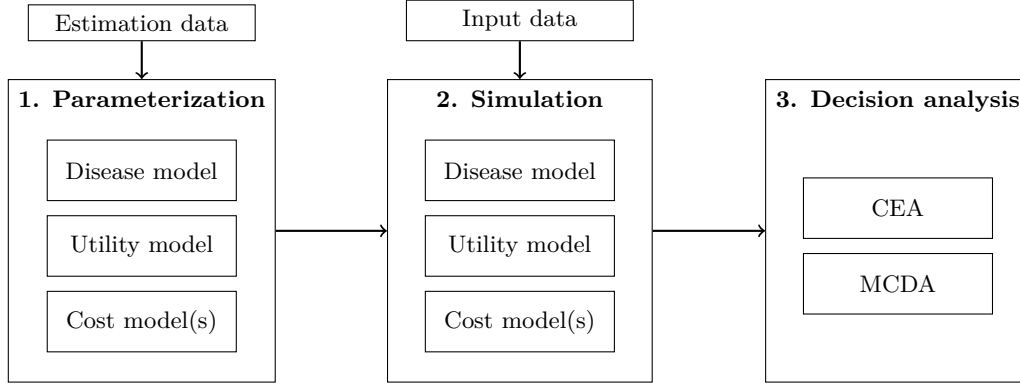 Estimation data
Input data
1. Parameterization
2. Simulation
3. Decision analysis
Disease model
Utility model
Cost model(s)
Disease model
Utility model
Cost model(s)
CEA
MCDA